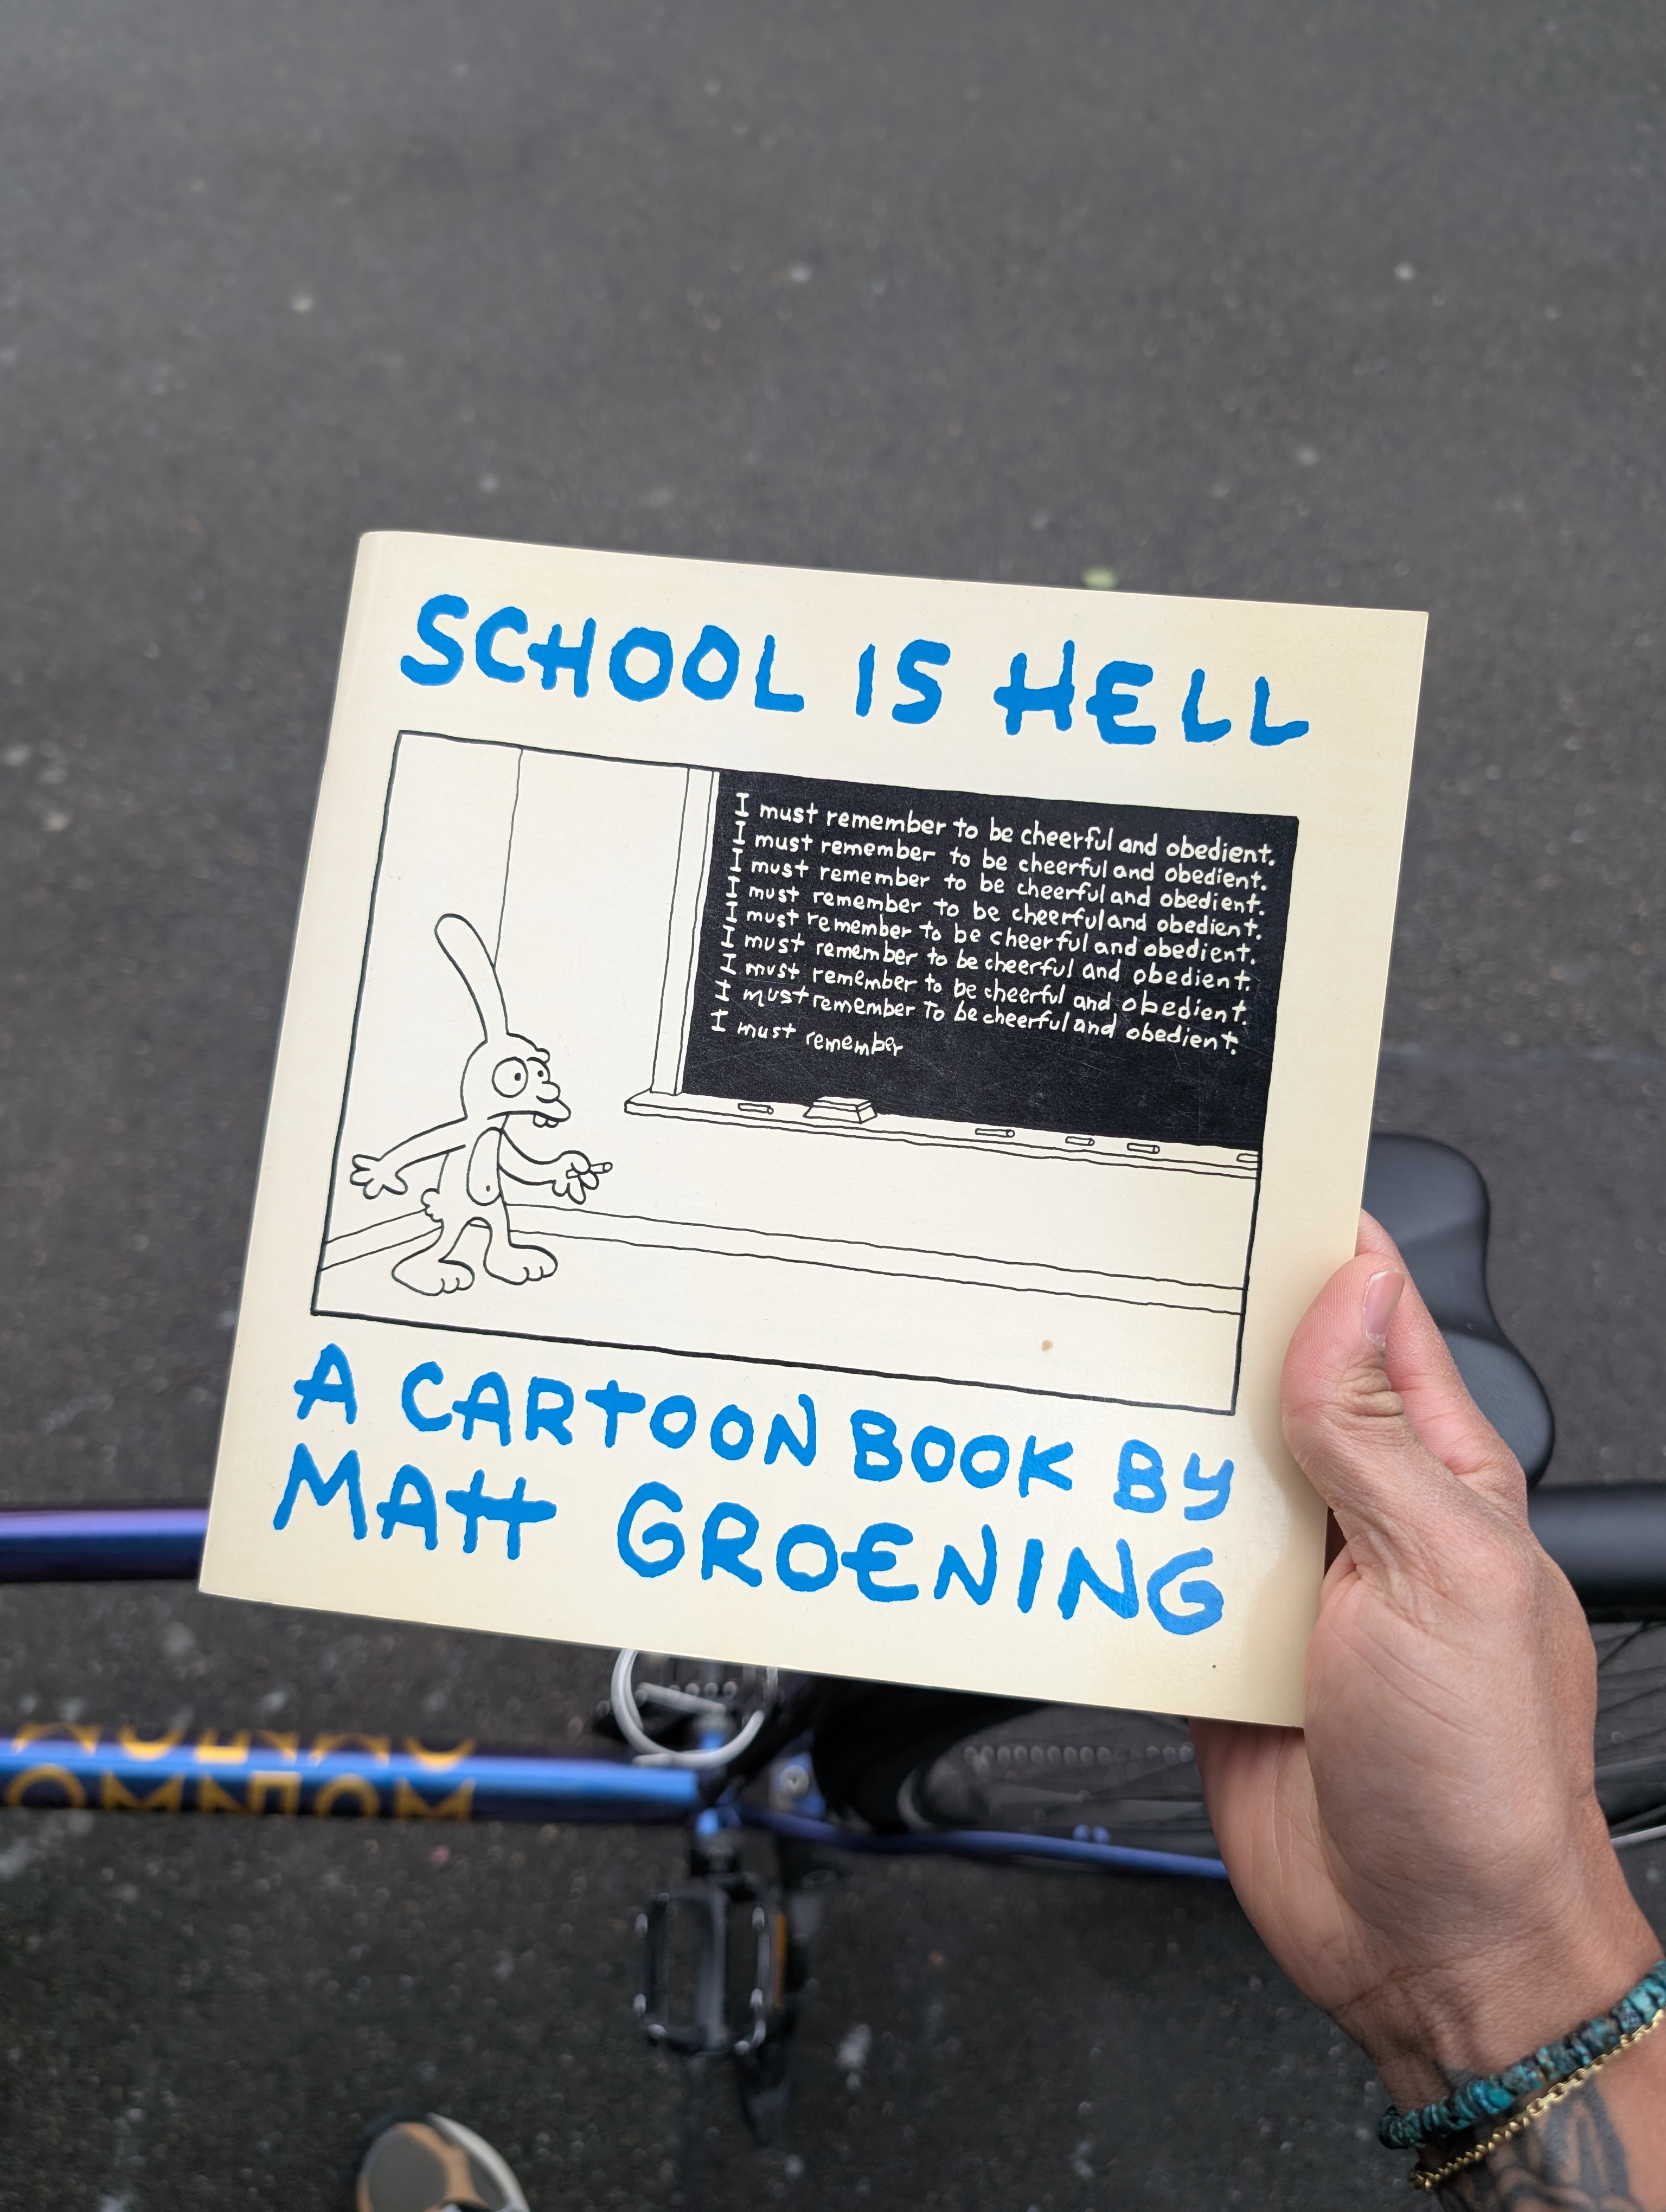 SCHOOL IS HELL
I must remember to be cheerful and obedient.
I must remember to be cheerful and obedient.
I must remember to be cheerful and obedient.
I must remember to be cheerful and obedient.
I must remember to be cheerful and obedient.
I must remember to be cheerful and obedient.
I must remember to be cheerful and obedient.
I must remember To be cheerful and obedient.
I must remember
A CARTOON BOOK BY
MATT GROENING